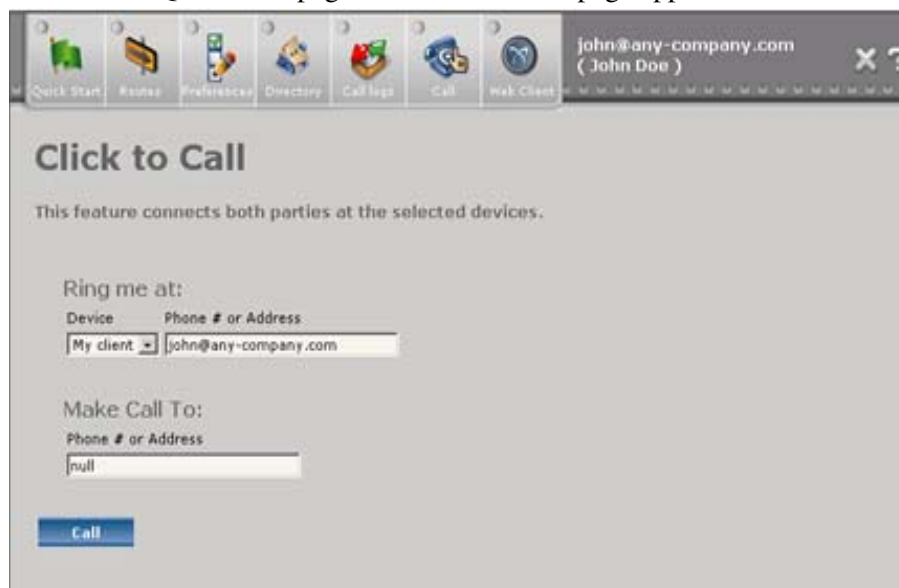 Quick Start Routes Preferences Directory Call logs Call Web Client
john@any-company.com
( John Doe )
Click to Call
This feature connects both parties at the selected devices.
Ring me at:
Device Phone # or Address
My client john@any-company.com
Make Call To:
Phone # or Address
null
Call